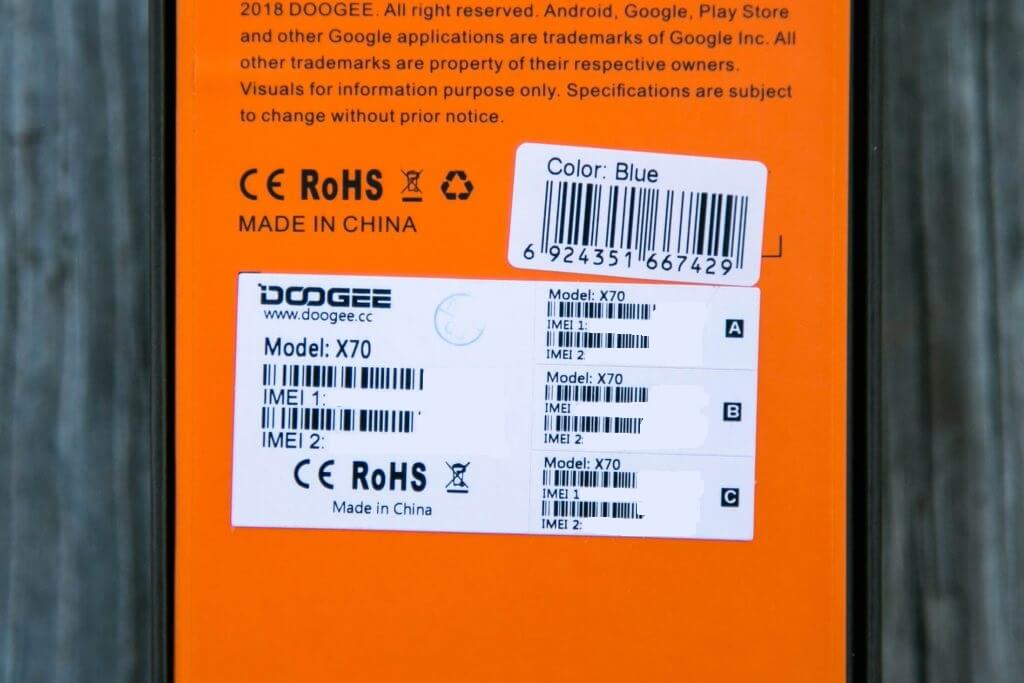 2018 DOOGEE. All right reserved. Android, Google, Play Store
and other Google applications are trademarks of Google Inc. All
other trademarks are property of their respective owners.
Visuals for information purpose only. Specifications are subject
to change without prior notice.
CE RoHS
MADE IN CHINA
Color: Blue
6 924351 667429
DOOGEE
www.doogee.cc
Model: X70
IMEI 1:
IMEI 2:
CE RoHS
Made in China
Model: X70
IMEI 1:
IMEI 2:
A
Model: X70
IMEI
IMEI 2:
B
Model: X70
IMEI 1
IMEI 2:
C